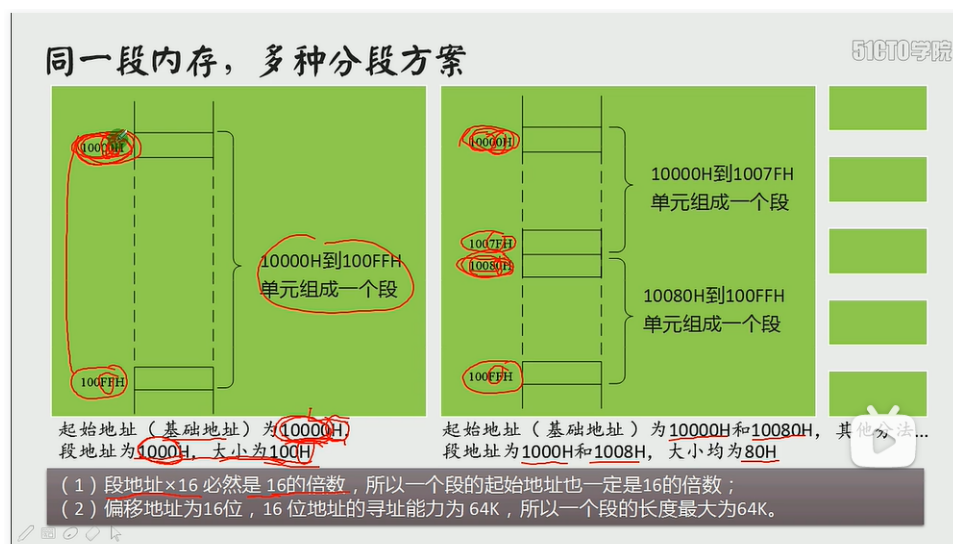 同一段内存，多种分段方案
51CTO学院
10000H
10000H到100FFH
单元组成一个段
100FFH
10000H
1007FH
10080H
100FFH
10000H到1007FH
单元组成一个段
10080H到100FFH
单元组成一个段
起始地址（基础地址）为10000H，
段地址为1000H，大小为100H
起始地址（基础地址）为10000H和10080H，
段地址为1000H和1008H，大小均为80H
其他分法…
（1）段地址×16 必然是 16的倍数，所以一个段的起始地址也一定是16的倍数；
（2）偏移地址为16位，16 位地址的寻址能力为 64K，所以一个段的长度最大为64K。